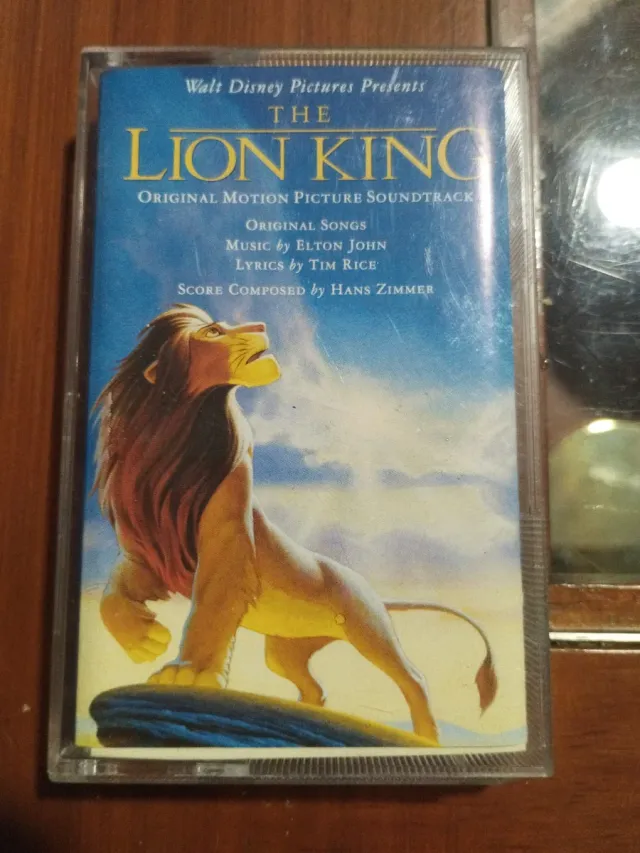 Walt Disney Pictures Presents
THE
LION KING
ORIGINAL MOTION PICTURE SOUNDTRACK
ORIGINAL SONGS
MUSIC by ELTON JOHN
LYRICS by TIM RICE
SCORE COMPOSED by HANS ZIMMER